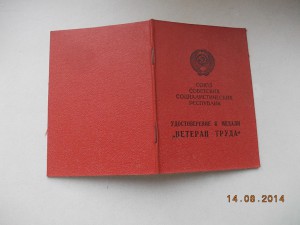 СОЮЗ
СОВЕТСКИХ
СОЦИАЛИСТИЧЕСКИХ
РЕСПУБЛИК
УДОСТОВЕРЕНИЕ К МЕДАЛИ
„ВЕТЕРАН ТРУДА“
14.08.2014